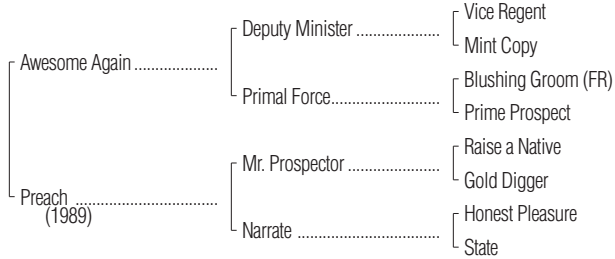 Vice Regent
Deputy Minister ....................
Mint Copy
Awesome Again ....................
Blushing Groom (FR)
Primal Force..........................
Prime Prospect
Raise a Native
Mr. Prospector ......................
Gold Digger
Preach ...................................
(1989)
Honest Pleasure
Narrate ..................................
State